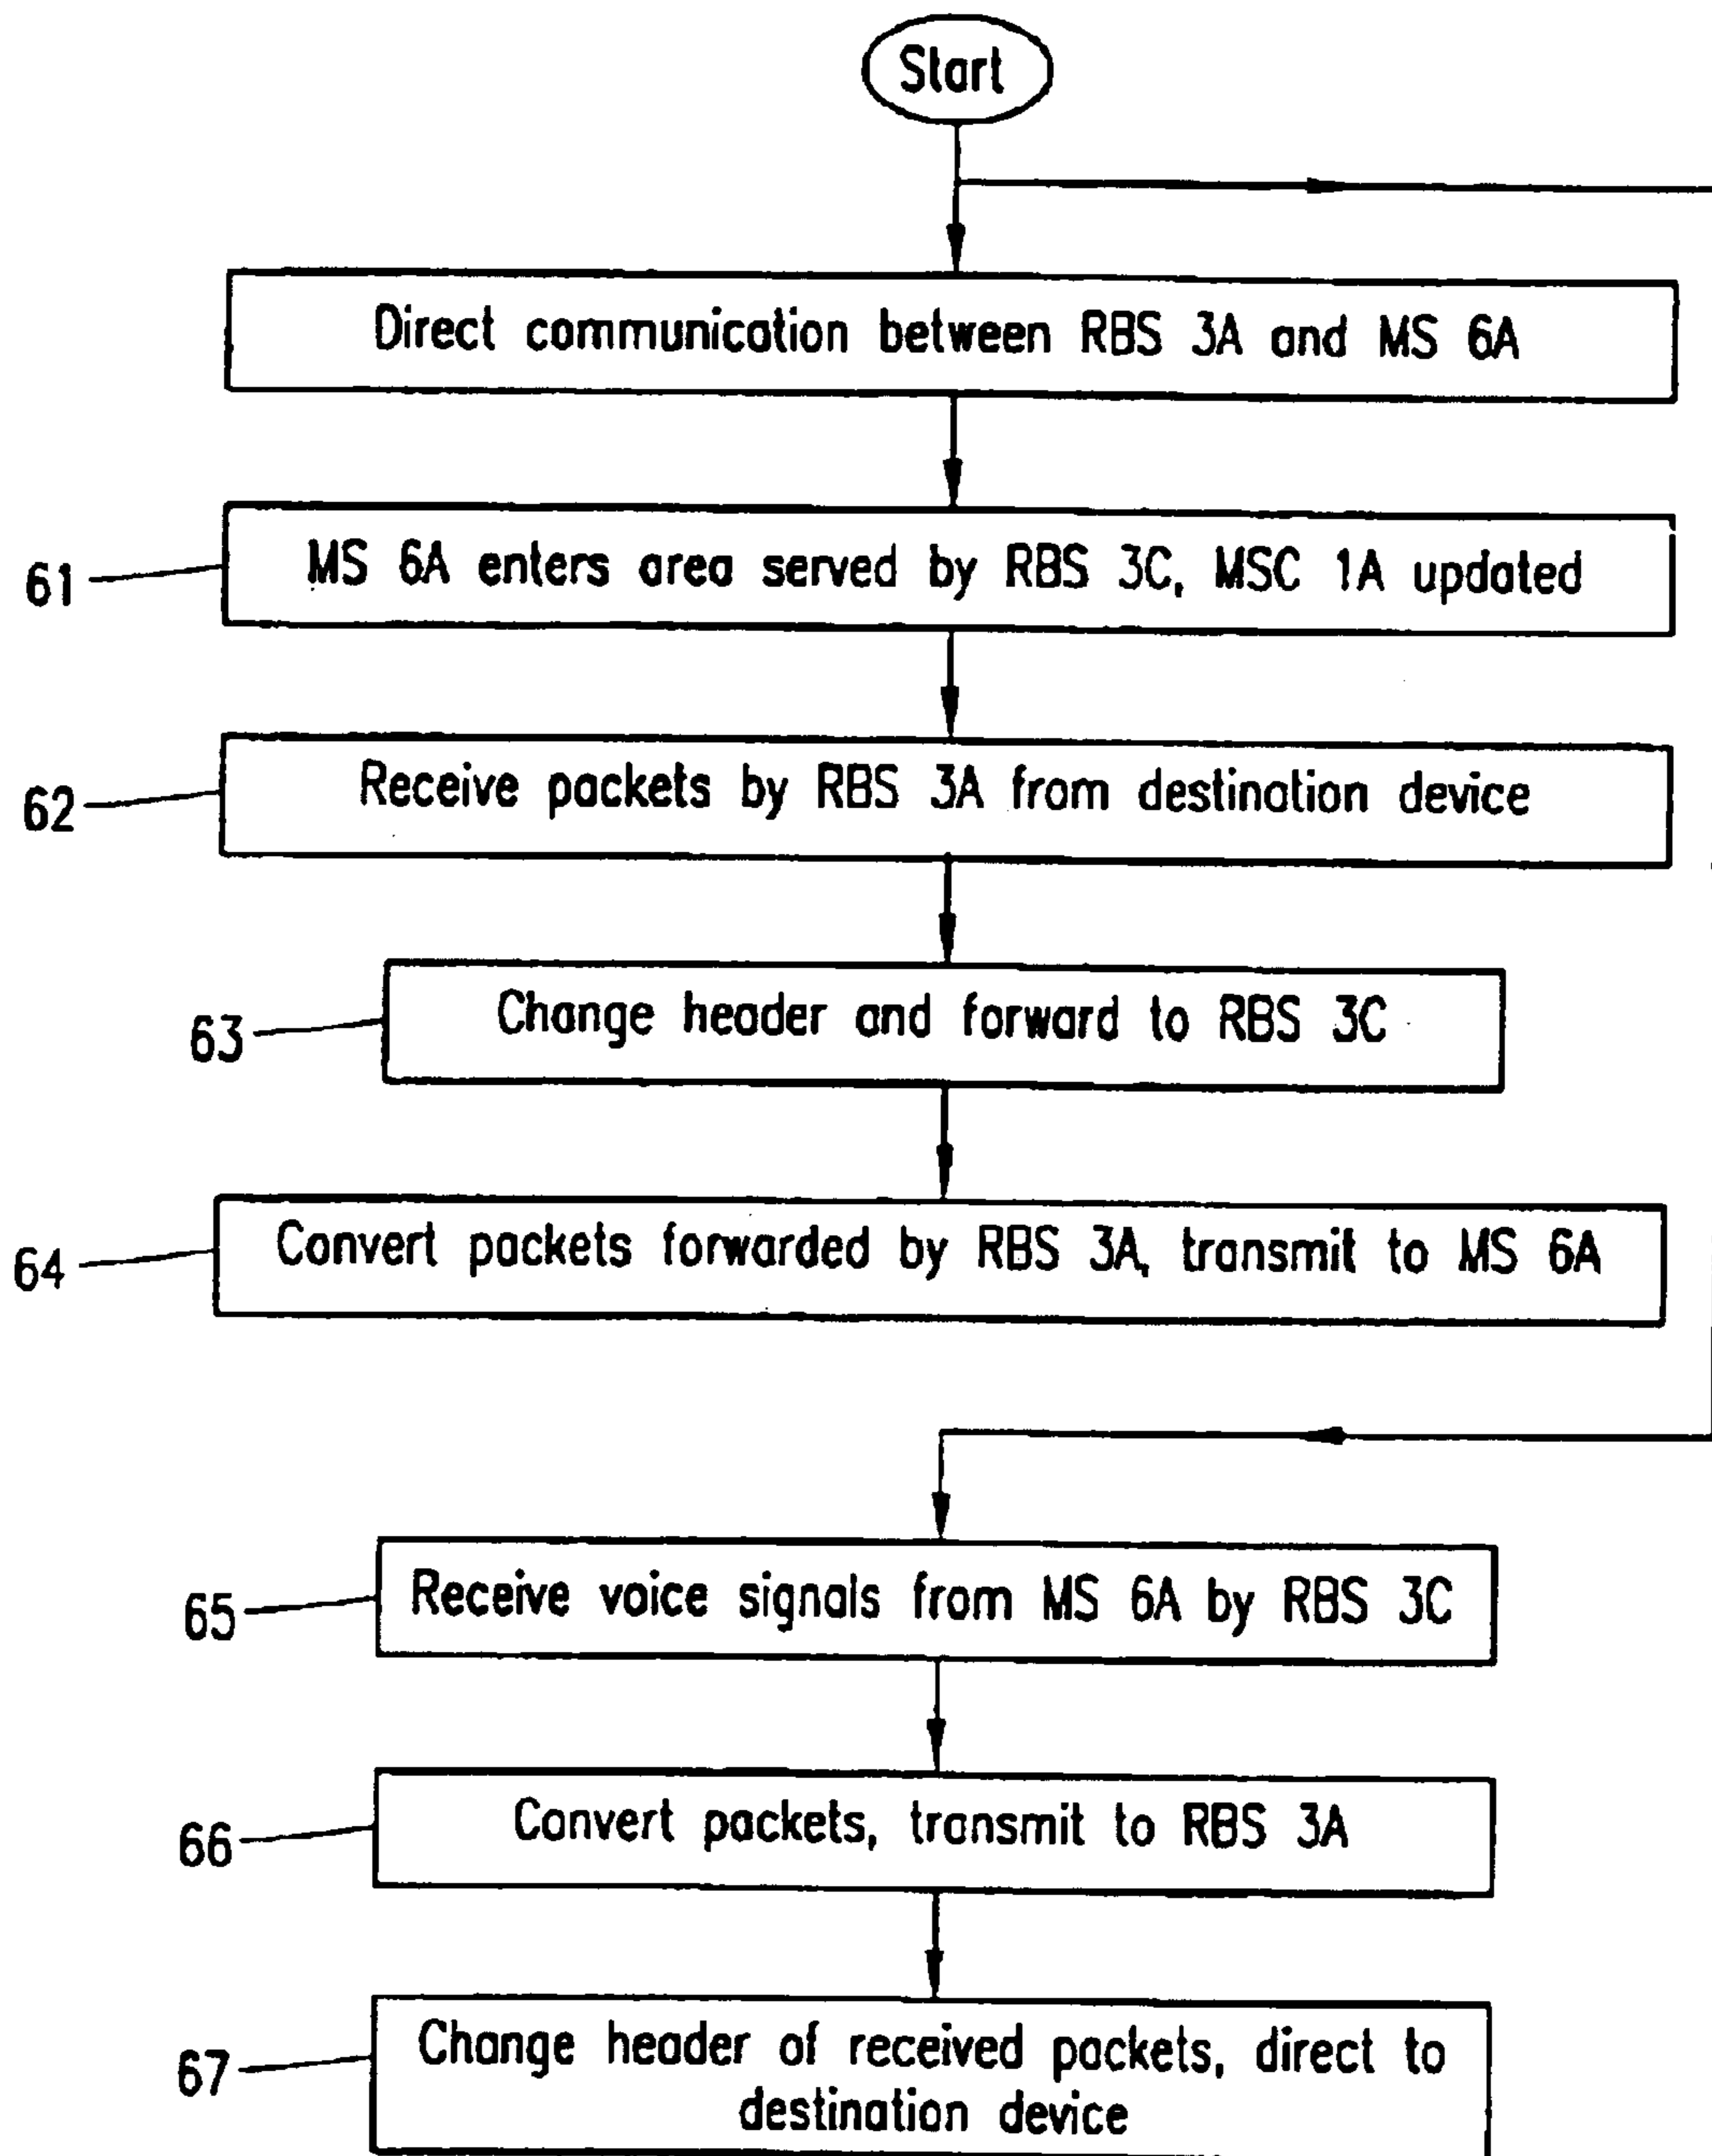 Start
Direct communication between RBS 3A and MS 6A
61
MS 6A enters area served by RBS 3C, MSC 1A updated
62
Receive packets by RBS 3A from destination device
63
Change header and forward to RBS 3C
64
Convert packets forwarded by RBS 3A, transmit to MS 6A
65
Receive voice signals from MS 6A by RBS 3C
66
Convert packets, transmit to RBS 3A
67
Change header of received packets, direct to
destination device